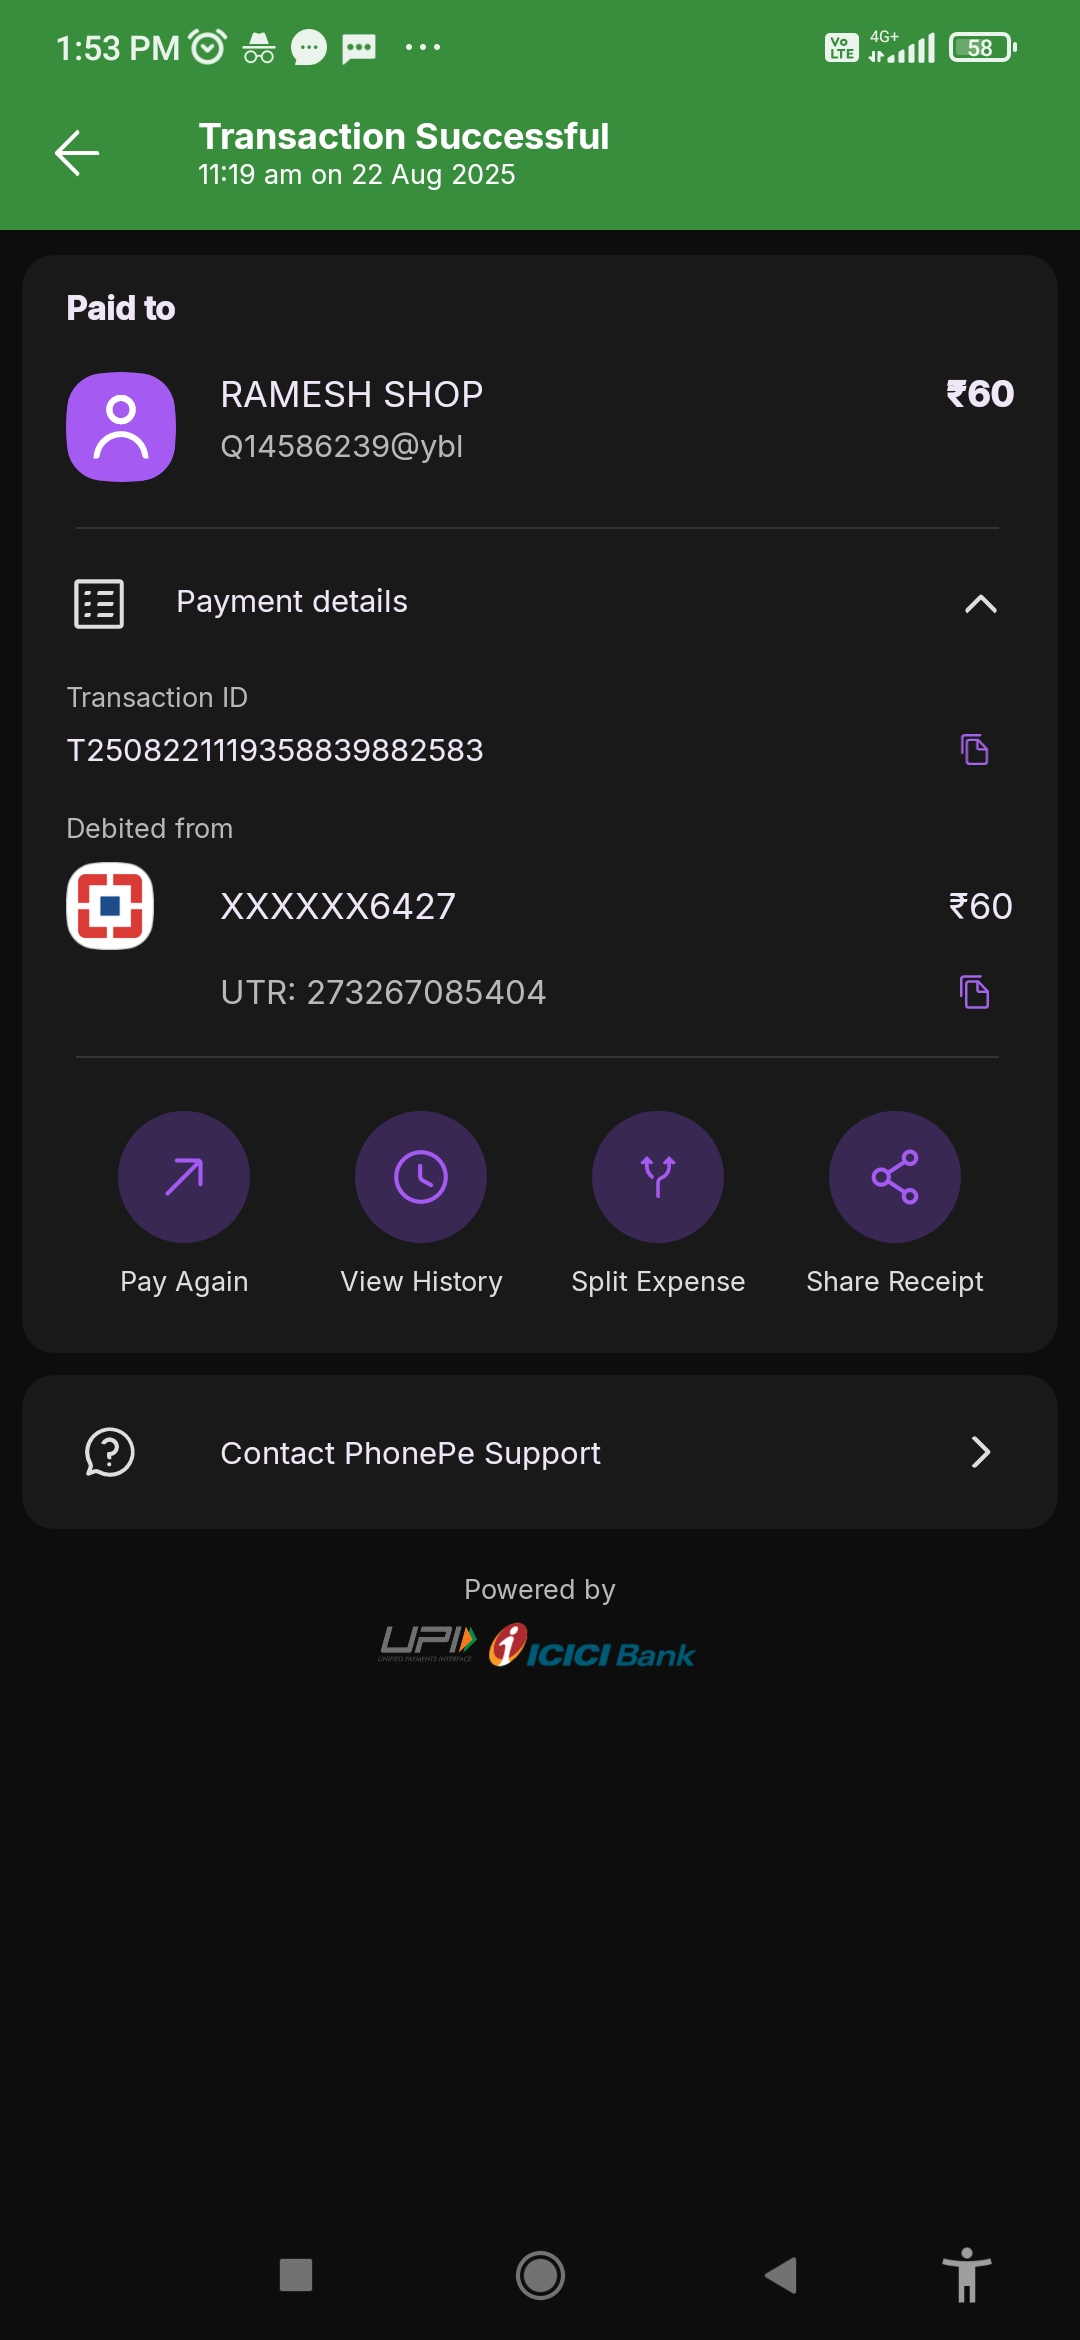 1:53 PM
Vo LTE 4G+ 58
Transaction Successful
11:19 am on 22 Aug 2025
Paid to
RAMESH SHOP ₹60
Q14586239@ybl
Payment details
Transaction ID
T2508221119358839882583
Debited from
XXXXXX6427 ₹60
UTR: 273267085404
Pay Again View History Split Expense Share Receipt
Contact PhonePe Support
Powered by
UPI ICICI Bank
UNIFIED PAYMENTS INTERFACE